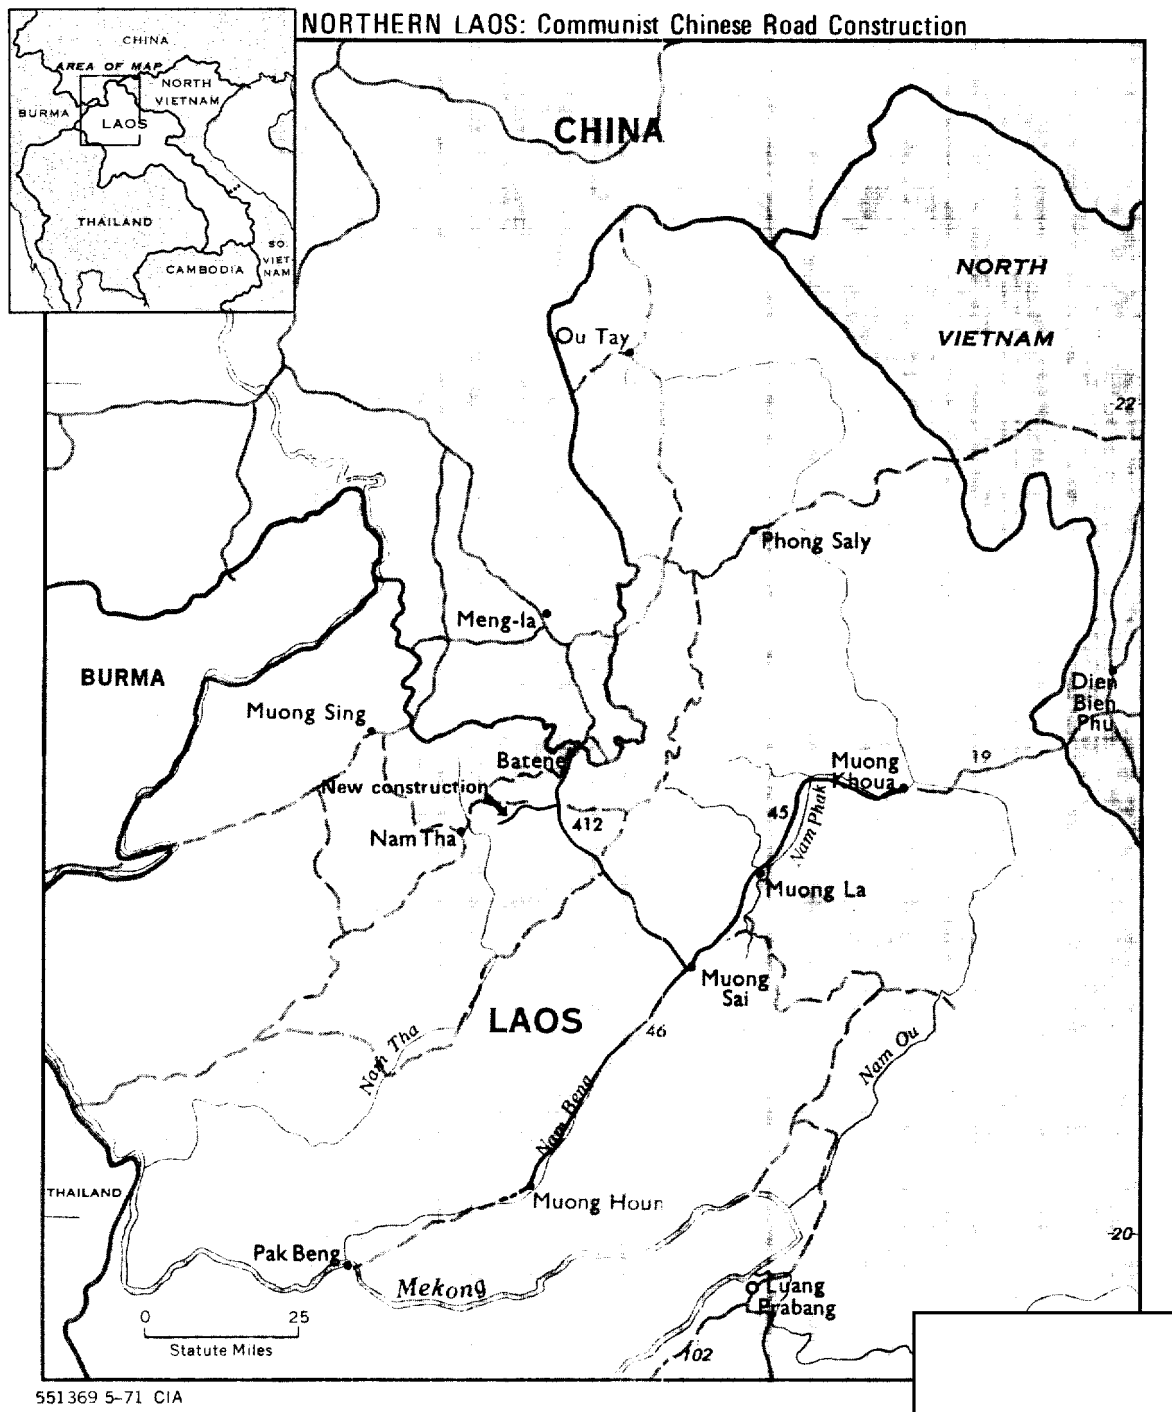 NORTHERN LAOS: Communist Chinese Road Construction
CHINA
AREA OF MAP
NORTH
VIETNAM
BURMA
LAOS
THAILAND
CAMBODIA
SO.
VIET-
NAM
CHINA
NORTH
VIETNAM
Ou Tay
22
Phong Saly
Meng-la
BURMA
Muong Sing
Dien
Bien
Phu
Batene
Muong
Khoua
19
New construction
Nam Tha
412
45
Nam Phak
Muong La
Muong
Sai
LAOS
46
Nam Tha
Nam Ou
Nam Beng
THAILAND
Muong Houn
20
Pak Beng
Mekong
Luang
Prabang
0 25
Statute Miles
102
551369 5-71 CIA